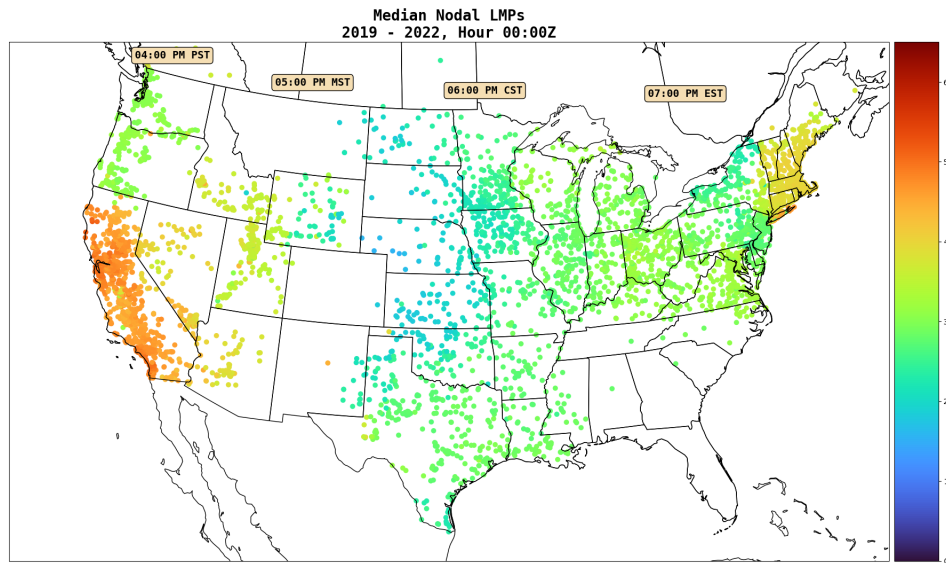 Median Nodal LMPs
2019 - 2022, Hour 00:00Z
04:00 PM PST
05:00 PM MST
06:00 PM CST
07:00 PM EST